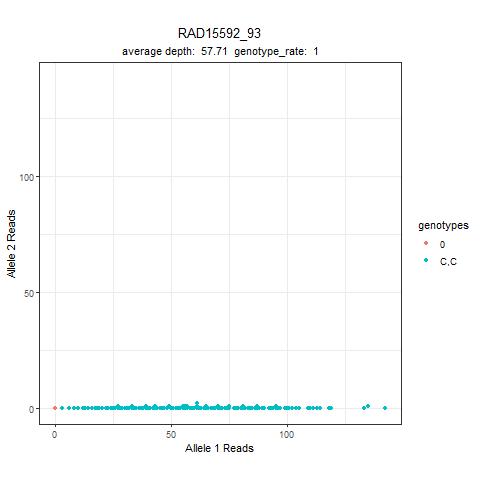 RAD15592_93
average depth:  57.71  genotype_rate:  1
Allele 2 Reads
100
50
0
0
50
100
Allele 1 Reads
genotypes
0
C,C